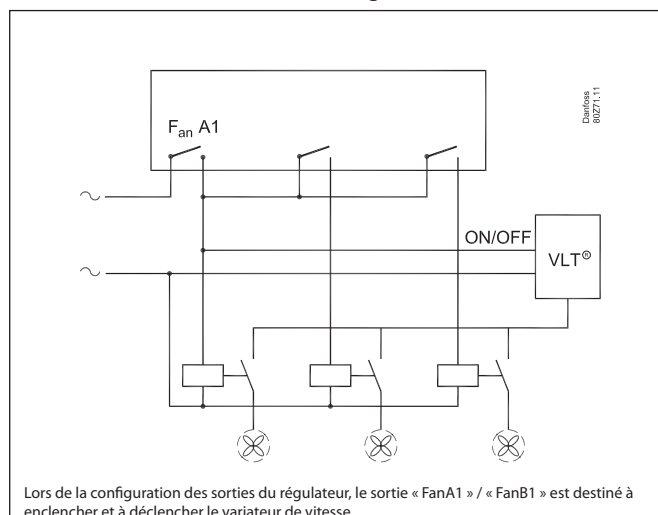 Danfoss
80Z71.11
Fan A1
ON/OFF
VLT®
Lors de la configuration des sorties du régulateur, le sortie « FanA1 » / « FanB1 » est destiné à
enclencher et à déclencher le variateur de vitesse